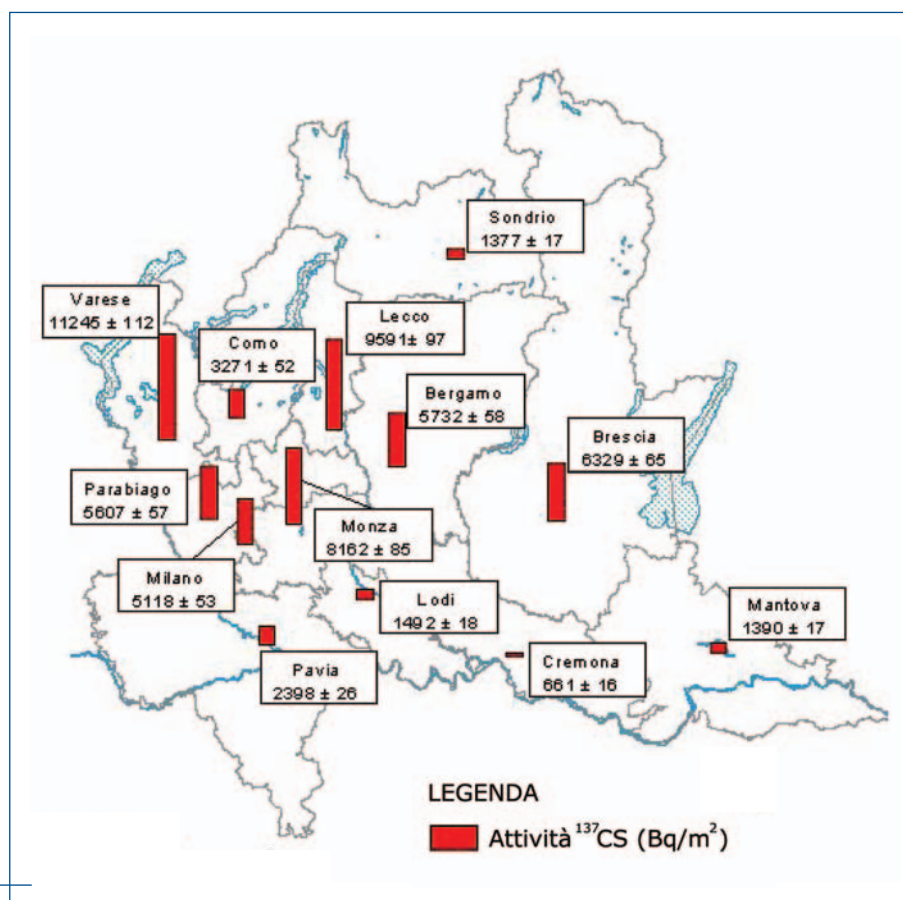 Sondrio
1377 ± 17
Varese
11245 ± 112
Lecco
9591 ± 97
Como
3271 ± 52
Bergamo
5732 ± 58
Brescia
6329 ± 65
Parabiago
5607 ± 57
Monza
8162 ± 85
Milano
5118 ± 53
Lodi
1492 ± 18
Mantova
1390 ± 17
Pavia
2398 ± 26
Cremona
661 ± 16
LEGENDA
Attività ¹³⁷CS (Bq/m²)